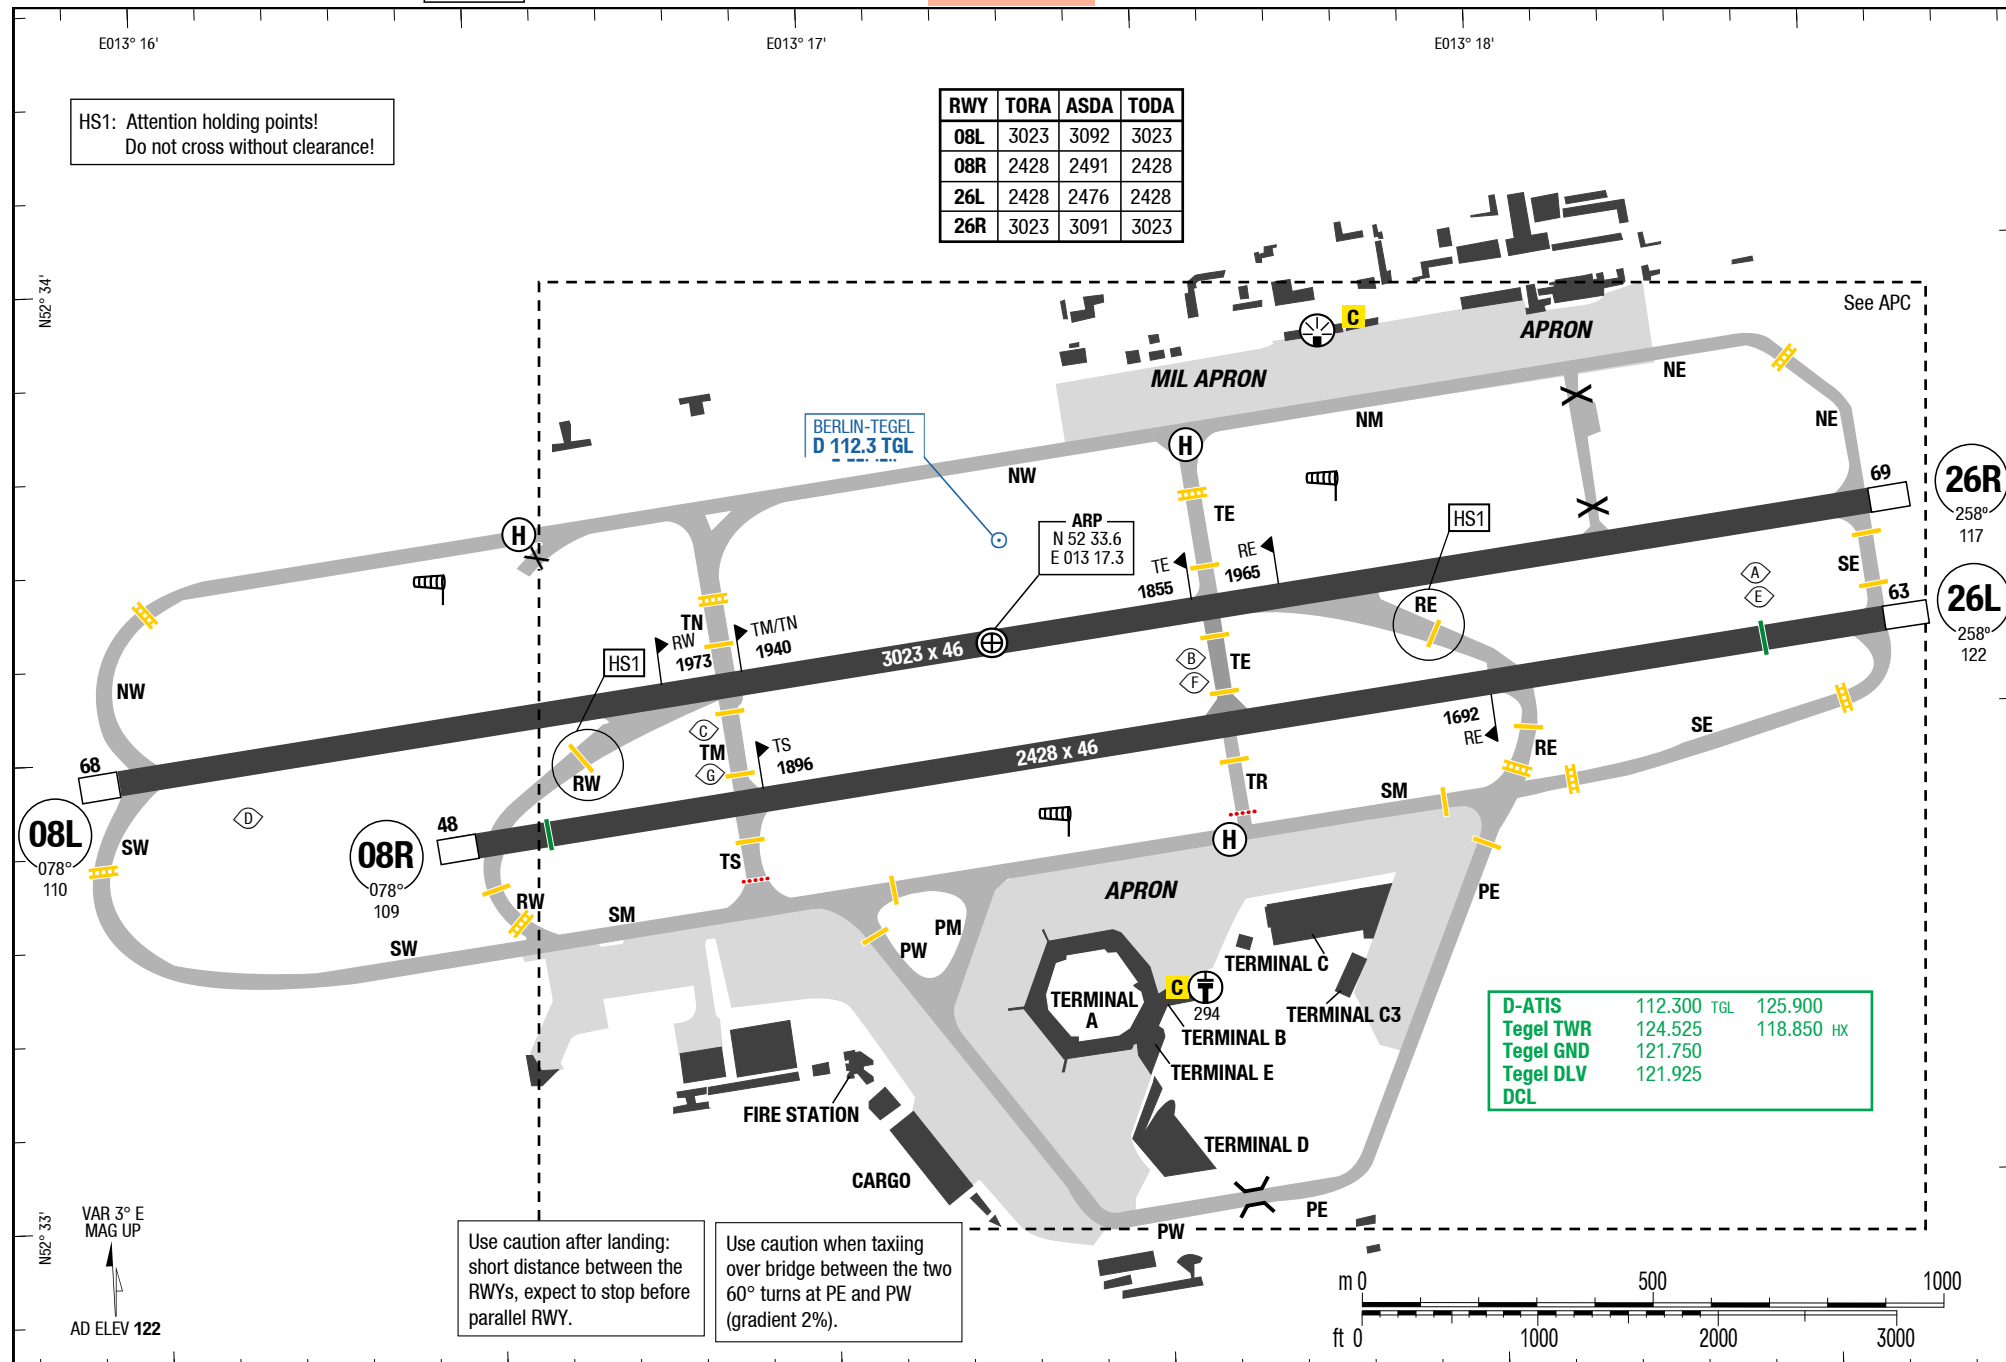 E013° 16'
E013° 17'
E013° 18'
HS1: Attention holding points!
Do not cross without clearance!
RWY TORA ASDA TODA
08L 3023 3092 3023
08R 2428 2491 2428
26L 2428 2476 2428
26R 3023 3091 3023
N52° 34'
See APC
C
APRON
MIL APRON
NE
NM
NE
BERLIN-TEGEL
D 112.3 TGL
H
NW
69
26R
258°
117
TE
HS1
ARP
N 52 33.6
E 013 17.3
H
TE
1855
RE
1965
SE
A
E
63
26L
258°
122
RE
TN
RW
1973
TM/TN
1940
3023 x 46
HS1
B
F
TE
NW
C
TM
G
TS
1896
2428 x 46
1692
RE
RE
SE
68
RW
TR
SM
08L
078°
110
D
48
08R
078°
109
SW
H
TS
APRON
PE
RW
SM
SW
PM
PW
TERMINAL C
TERMINAL
A
C
294
TERMINAL C3
TERMINAL B
TERMINAL E
D-ATIS 112.300 TGL 125.900
Tegel TWR 124.525 118.850 HX
Tegel GND 121.750
Tegel DLV 121.925
DCL
FIRE STATION
TERMINAL D
CARGO
PE
PW
N52° 33'
VAR 3° E
MAG UP
AD ELEV 122
Use caution after landing:
short distance between the
RWYs, expect to stop before
parallel RWY.
Use caution when taxiing
over bridge between the two
60° turns at PE and PW
(gradient 2%).
m 0 500 1000
ft 0 1000 2000 3000